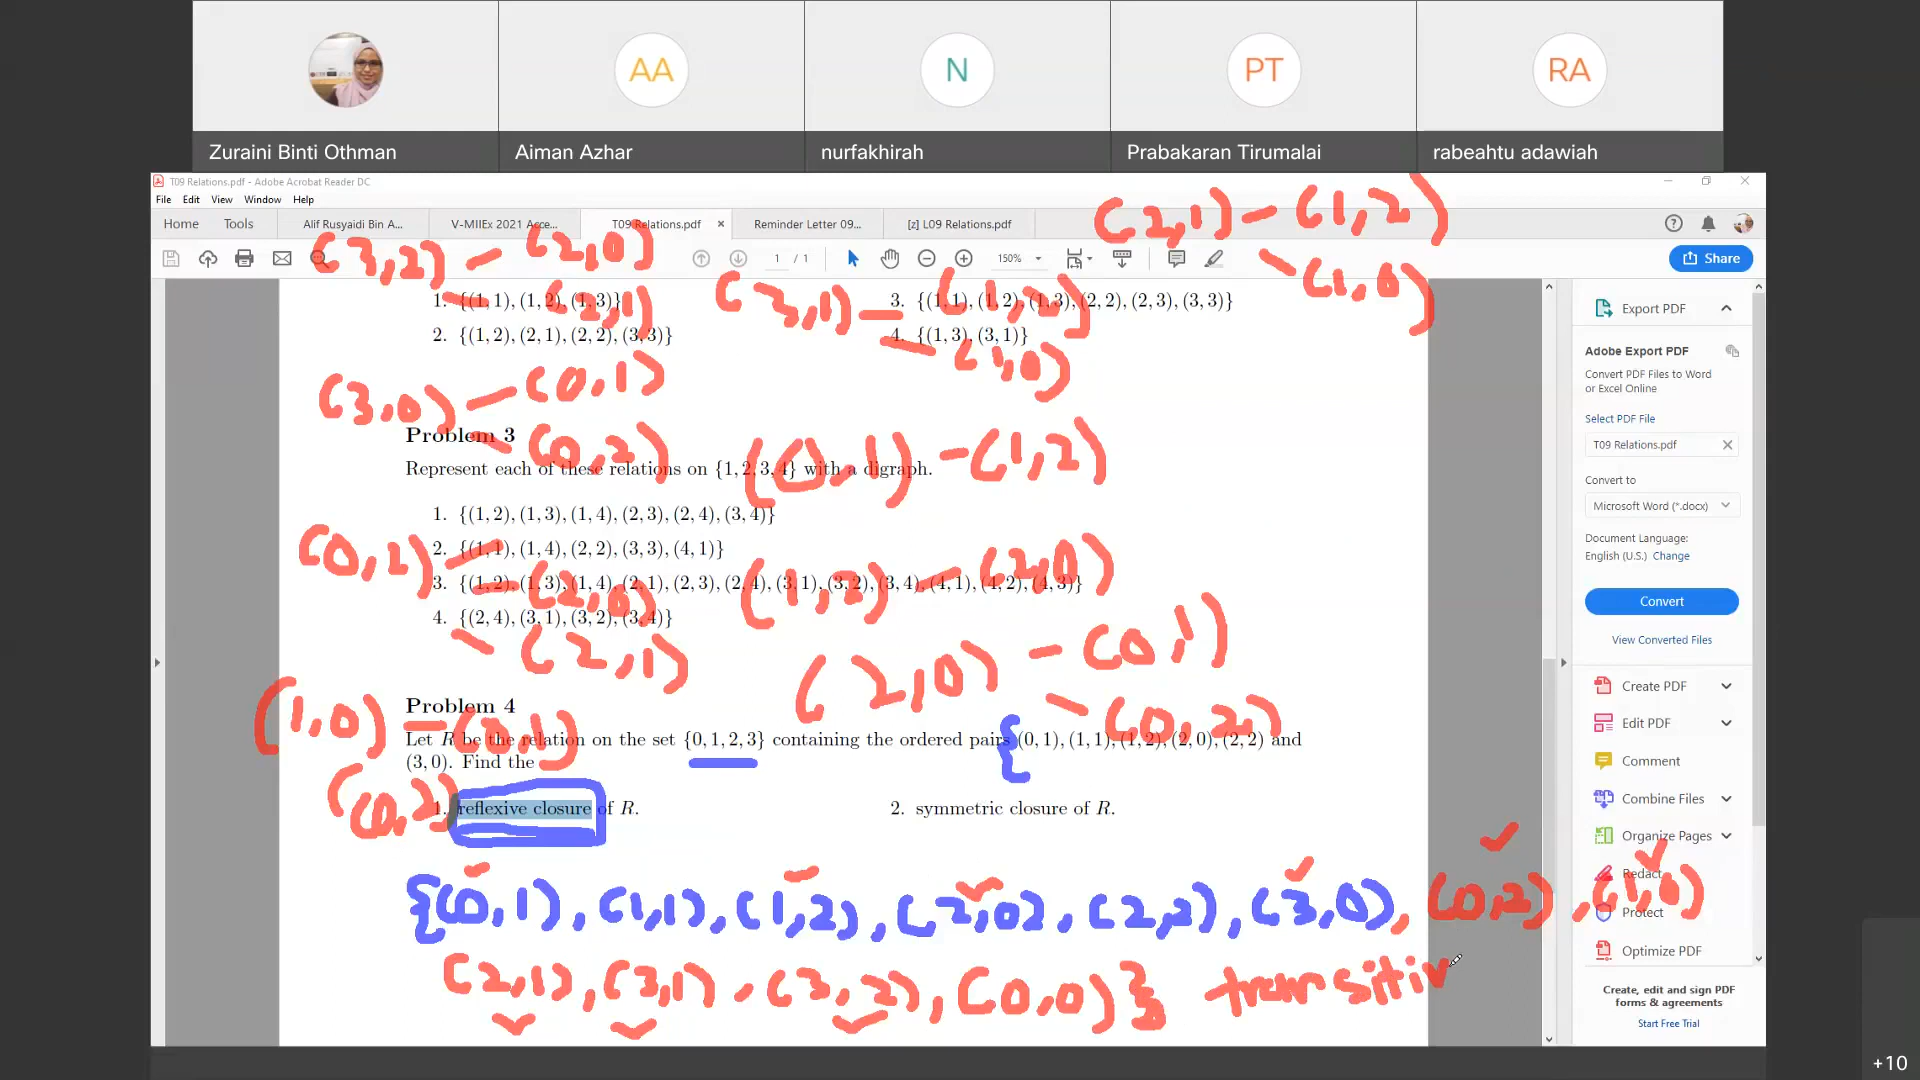 AA
N
PT
RA
Zuraini Binti Othman
Aiman Azhar
nurfakhirah
Prabakaran Tirumalai
rabeahtu adawiah
T09 Relations.pdf - Adobe Acrobat Reader DC
File Edit View Window Help
Home Tools Alif Rusyaidi Bin A... V-MIIEx 2021 Acce... T09 Relations.pdf × Reminder Letter 09... [z] L09 Relations.pdf
(2,1) – (1,2)
– (1,0)
1 / 1 150% Share
(3,2) – (2,0)
– (2,1)
(3,1) – (1,2)
– (1,0)
1. {(1, 1), (1, 2), (1, 3)}
3. {(1, 1), (1, 2), (1, 3), (2, 2), (2, 3), (3, 3)}
2. {(1, 2), (2, 1), (2, 2), (3, 3)}
4. {(1, 3), (3, 1)}
(3,0) – (0,1)
– (0,2)
Problem 3
(0,1) – (1,2)
Represent each of these relations on {1, 2, 3, 4} with a digraph.
1. {(1, 2), (1, 3), (1, 4), (2, 3), (2, 4), (3, 4)}
2. {(1, 1), (1, 4), (2, 2), (3, 3), (4, 1)}
3. {(1, 2), (1, 3), (1, 4), (2, 1), (2, 3), (2, 4), (3, 1), (3, 2), (3, 4), (4, 1), (4, 2), (4, 3)}
4. {(2, 4), (3, 1), (3, 2), (3, 4)}
(0,2) –
– (2,0)
– (2,1)
(1,2) – (2,0)
(2,0) – (0,1)
– (0,2)
Problem 4
(1,0) – (0,1)
(0,2)
Let R be the relation on the set {0, 1, 2, 3} containing the ordered pairs (0, 1), (1, 1), (1, 2), (2, 0), (2, 2) and
(3, 0). Find the
{
1. reflexive closure of R.
2. symmetric closure of R.
{(0,1), (1,1), (1,2), (2,0), (2,2), (3,0), (0,2), (1,0)
(2,1), (3,1), (3,2), (0,0)} transitiv
Export PDF
Adobe Export PDF
Convert PDF Files to Word
or Excel Online
Select PDF File
T09 Relations.pdf
Convert to
Microsoft Word (*.docx)
Document Language:
English (U.S.) Change
Convert
View Converted Files
Create PDF
Edit PDF
Comment
Combine Files
Organize Pages
Redact
Protect
Optimize PDF
Create, edit and sign PDF
forms & agreements
Start Free Trial
+10